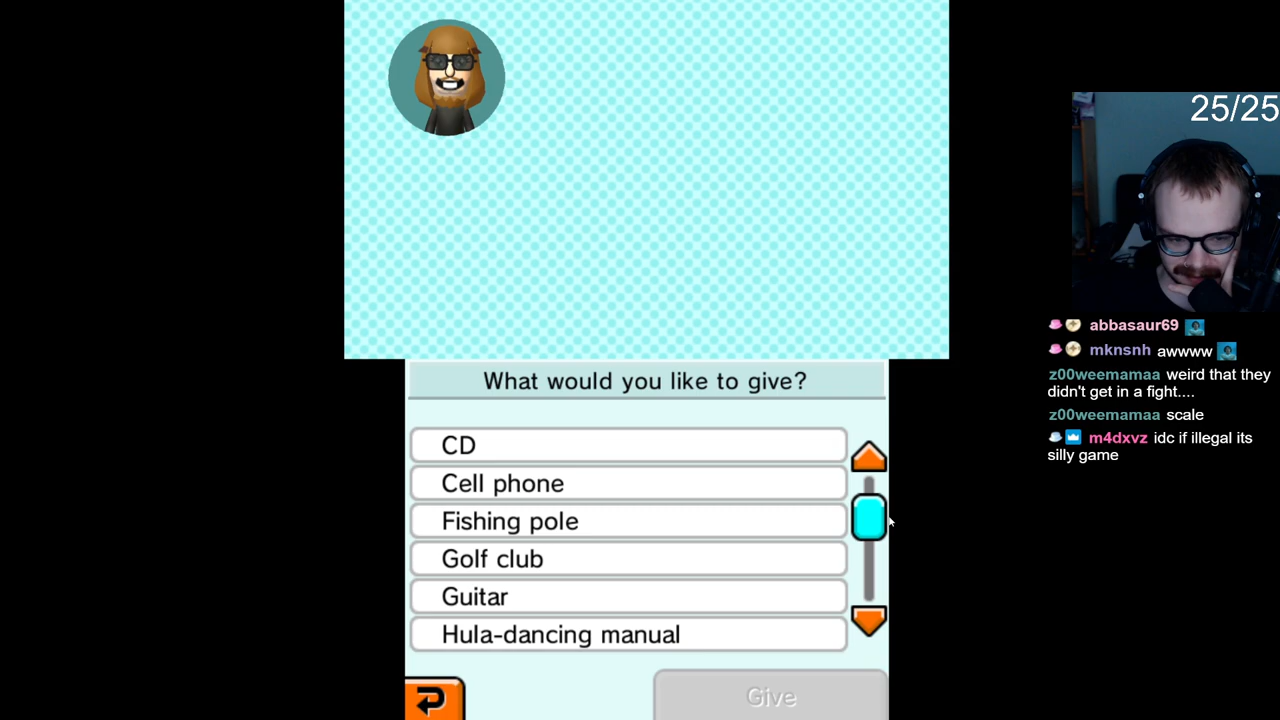 25/25
abbasaur69
mknsnh awwww
z00weemamaa weird that they
didn't get in a fight....
z00weemamaa scale
m4dxvz idc if illegal its
silly game
What would you like to give?
CD
Cell phone
Fishing pole
Golf club
Guitar
Hula-dancing manual
Give